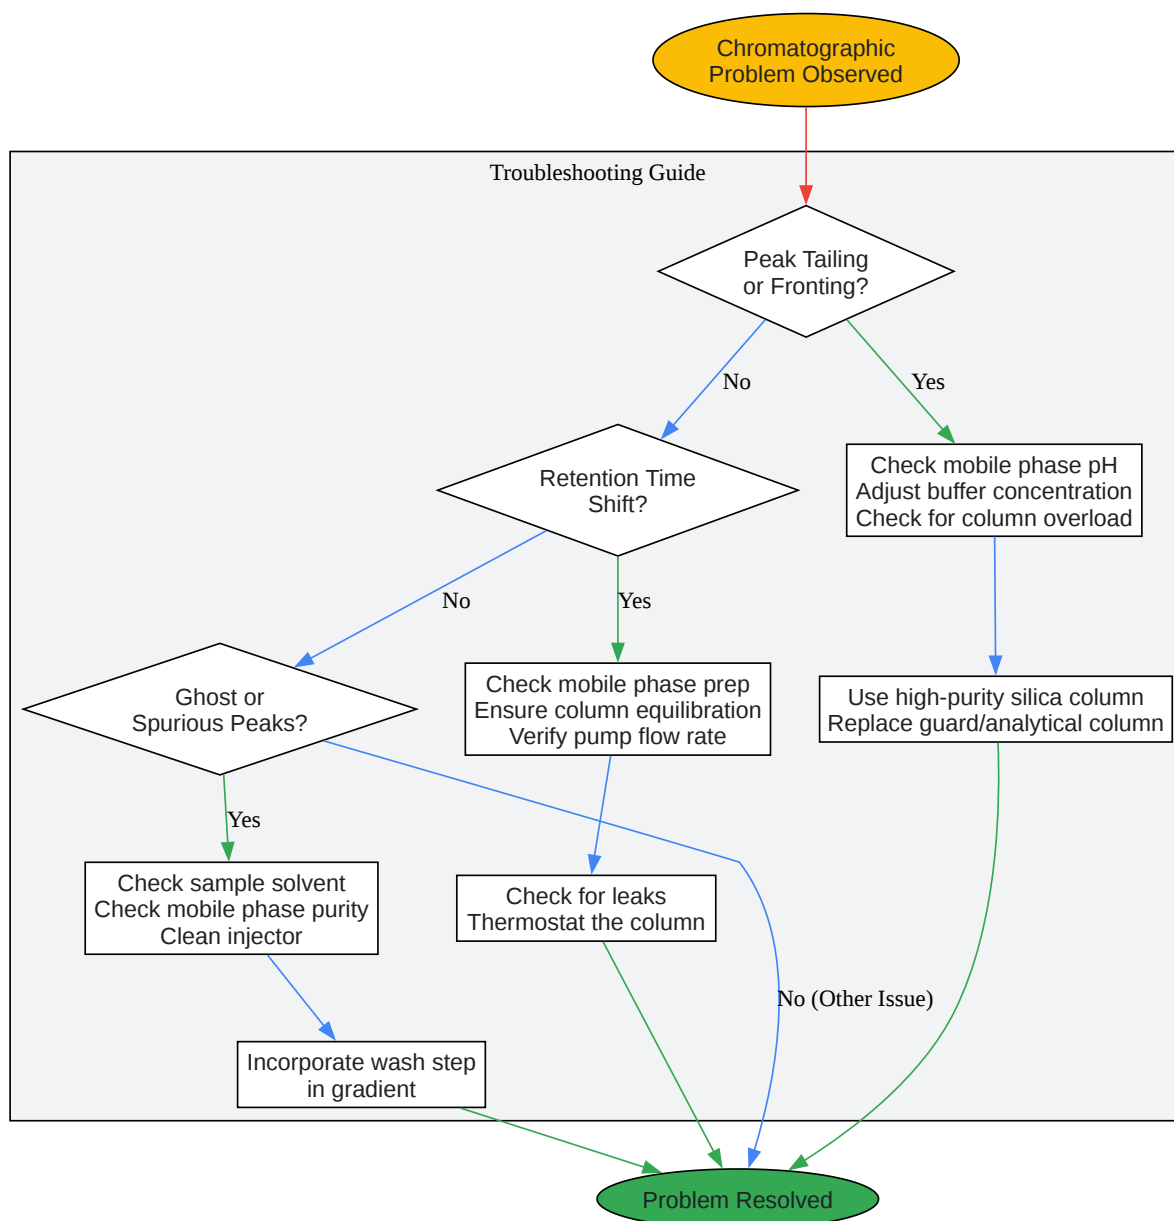 Chromatographic
Problem Observed
Troubleshooting Guide
Peak Tailing
or Fronting?
No
Yes
Retention Time
Shift?
Check mobile phase pH
Adjust buffer concentration
Check for column overload
No
Yes
Ghost or
Spurious Peaks?
Check mobile phase prep
Ensure column equilibration
Verify pump flow rate
Use high-purity silica column
Replace guard/analytical column
Yes
Check sample solvent
Check mobile phase purity
Clean injector
Check for leaks
Thermostat the column
No (Other Issue)
Incorporate wash step
in gradient
Problem Resolved